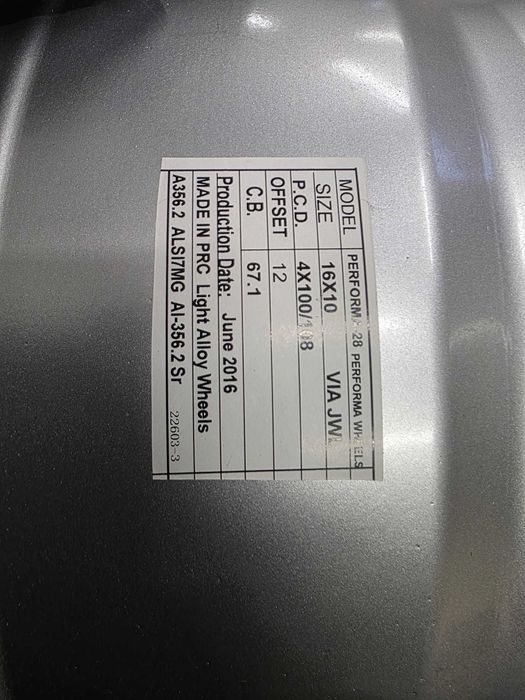 MODEL PERFORMA-28 PERFORMA WHEELS
SIZE 16X10 VIA JWL
P.C.D. 4X100/108
OFFSET 12
C.B. 67.1
Production Date: June 2016
MADE IN PRC Light Alloy Wheels
A356.2 ALSI7MG Al-356.2 Sr 22603-3